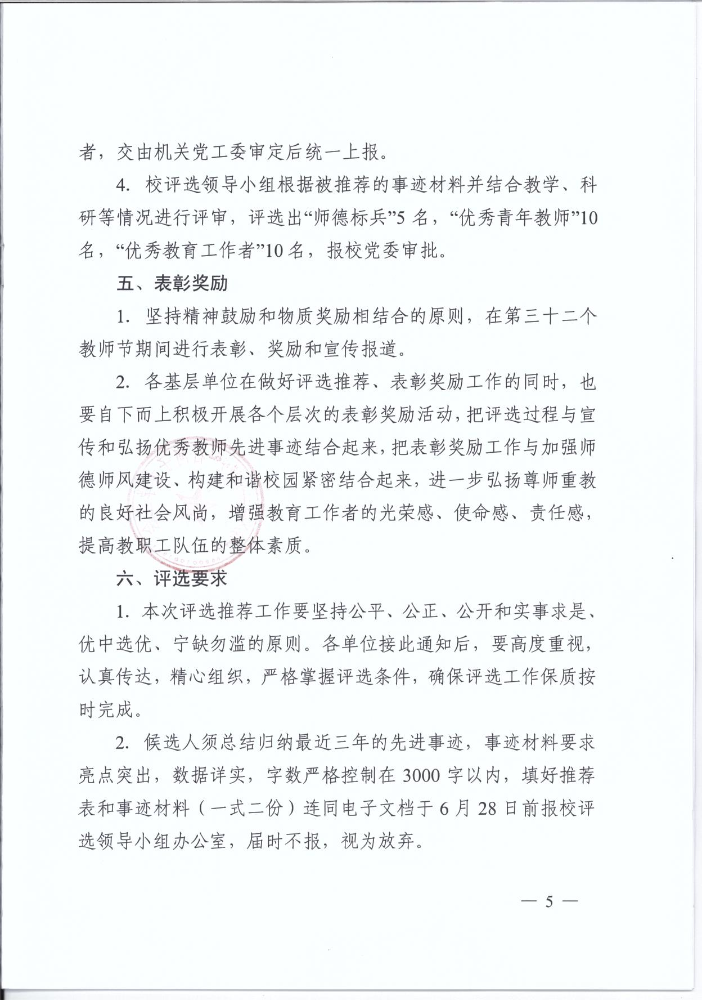 者，交由机关党工委审定后统一上报。
4. 校评选领导小组根据被推荐的事迹材料并结合教学、科
研等情况进行评审，评选出“师德标兵”5 名，“优秀青年教师”10
名，“优秀教育工作者”10 名，报校党委审批。
五、表彰奖励
1. 坚持精神鼓励和物质奖励相结合的原则，在第三十二个
教师节期间进行表彰、奖励和宣传报道。
2. 各基层单位在做好评选推荐、表彰奖励工作的同时，也
要自下而上积极开展各个层次的表彰奖励活动，把评选过程与宣
传和弘扬优秀教师先进事迹结合起来，把表彰奖励工作与加强师
德师风建设、构建和谐校园紧密结合起来，进一步弘扬尊师重教
的良好社会风尚，增强教育工作者的光荣感、使命感、责任感，
提高教职工队伍的整体素质。
六、评选要求
1. 本次评选推荐工作要坚持公平、公正、公开和实事求是、
优中选优、宁缺勿滥的原则。各单位接此通知后，要高度重视，
认真传达，精心组织，严格掌握评选条件，确保评选工作保质按
时完成。
2. 候选人须总结归纳最近三年的先进事迹，事迹材料要求
亮点突出，数据详实，字数严格控制在 3000 字以内，填好推荐
表和事迹材料（一式二份）连同电子文档于 6 月 28 日前报校评
选领导小组办公室，届时不报，视为放弃。
— 5 —